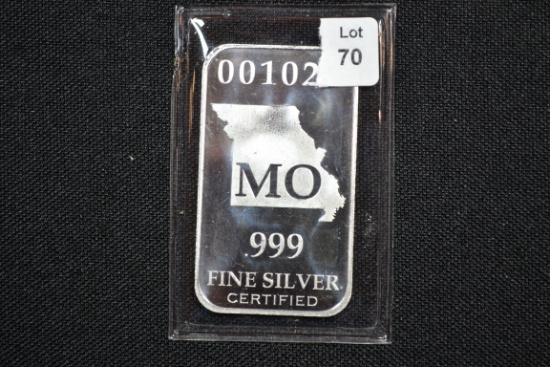 Lot
70
00102
MO
.999
FINE SILVER
CERTIFIED